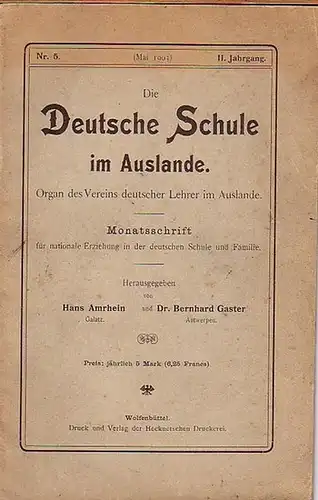 Nr. 5. (Mai 1903) II. Jahrgang.
Die
Deutsche Schule
im Auslande.
Organ des Vereins deutscher Lehrer im Auslande.
Monatsschrift
für nationale Erziehung in der deutschen Schule und Familie.
Herausgegeben
von
Hans Amrhein und Dr. Bernhard Gaster
Galatz. Antwerpen.
Preis: jährlich 5 Mark (6,25 Francs)
Wolfenbüttel.
Druck und Verlag der Hecknerschen Druckerei.